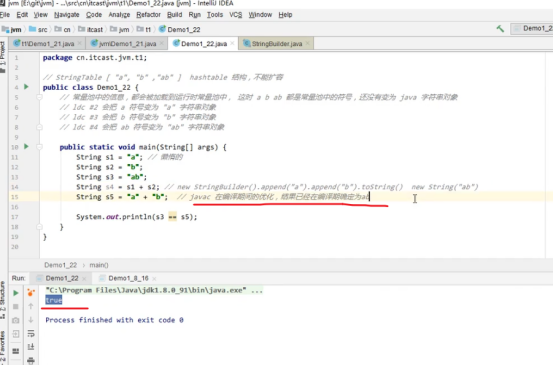 jvm [E:\git\jvm] - ...\src\cn\itcast\jvm\t1\Demo1_22.java [jvm] - IntelliJ IDEA
File Edit View Navigate Code Analyze Refactor Build Run Tools VCS Window Help
jvm src cn itcast jvm t1 Demo1_22
t1\Demo1_21.java jvm\Demo1_21.java Demo1_22.java StringBuilder.java
1: Project
1 package cn.itcast.jvm.t1;
2
3 // StringTable [ "a", "b" ,"ab" ] hashtable 结构，不能扩容
4 public class Demo1_22 {
5 // 常量池中的信息，都会被加载到运行时常量池中， 这时 a b ab 都是常量池中的符号，还没有变为 java 字符串对象
6 // ldc #2 会把 a 符号变为 "a" 字符串对象
7 // ldc #3 会把 b 符号变为 "b" 字符串对象
8 // ldc #4 会把 ab 符号变为 "ab" 字符串对象
9
10 public static void main(String[] args) {
11 String s1 = "a"; // 懒惰的
12 String s2 = "b";
13 String s3 = "ab";
14 String s4 = s1 + s2; // new StringBuilder().append("a").append("b").toString() new String("ab")
15 String s5 = "a" + "b"; // javac 在编译期间的优化，结果已经在编译期确定为ab
16
17 System.out.println(s3 == s5);
18 }
19 }
20
Demo1_22 main()
Run: Demo1_22 Demo1_8_16
"C:\Program Files\Java\jdk1.8.0_91\bin\java.exe" ...
true
Process finished with exit code 0
Z: Structure
2: Favorites